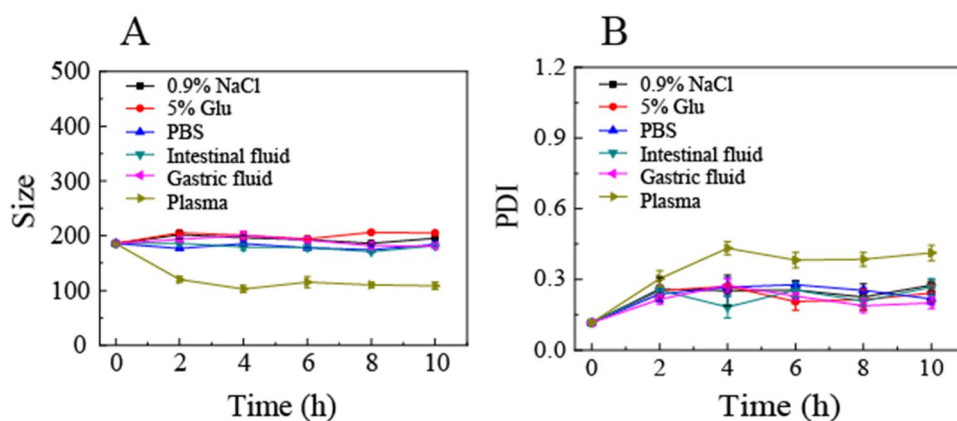 A
500
400
300
200
100
0
Size
0.9% NaCl
5% Glu
PBS
Intestinal fluid
Gastric fluid
Plasma
0 2 4 6 8 10
Time (h)
B
1.2
0.9
0.6
0.3
0.0
PDI
0.9% NaCl
5% Glu
PBS
Intestinal fluid
Gastric fluid
Plasma
0 2 4 6 8 10
Time (h)